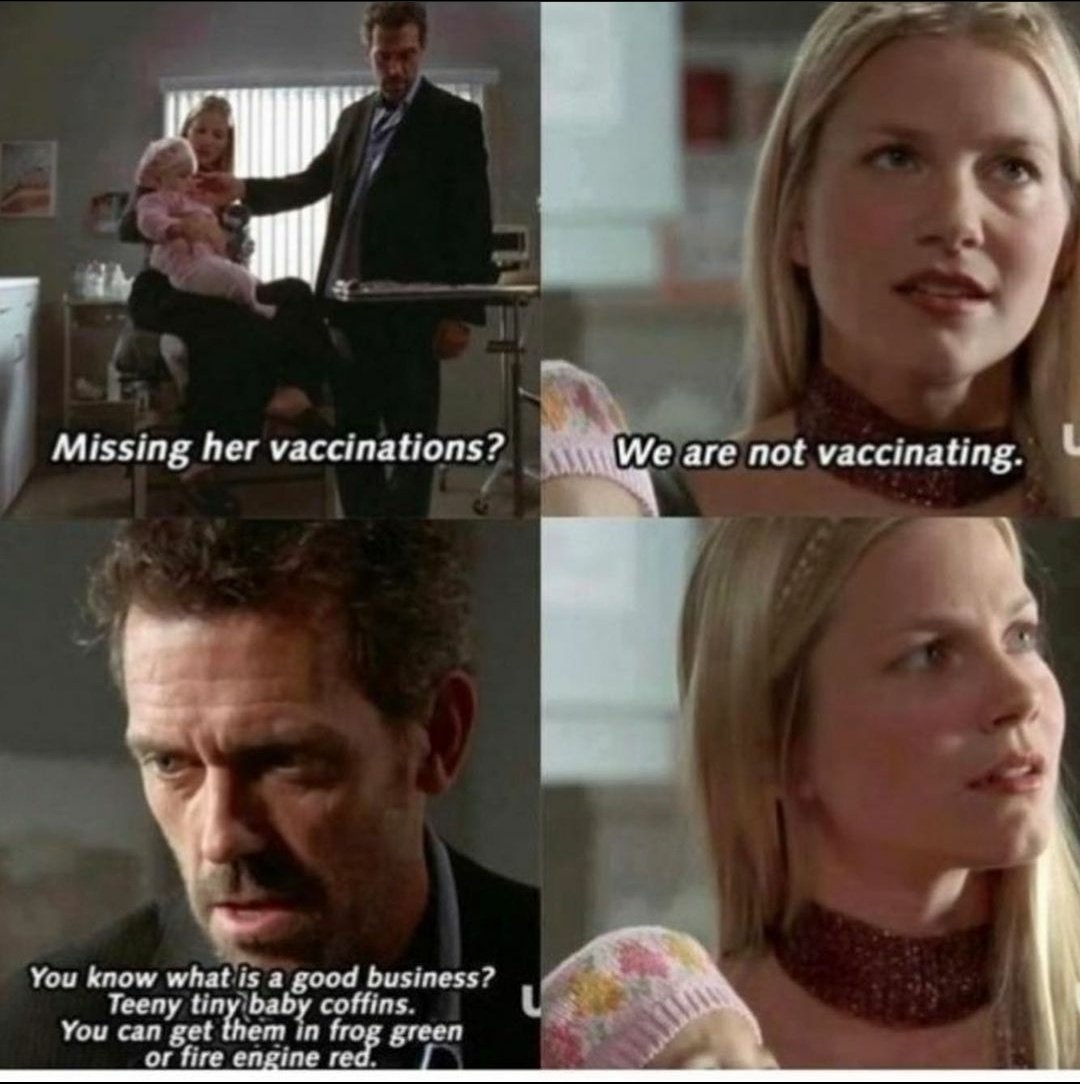 Missing her vaccinations?
We are not vaccinating.
You know what is a good business?
Teeny tiny baby coffins.
You can get them in frog green
or fire engine red.